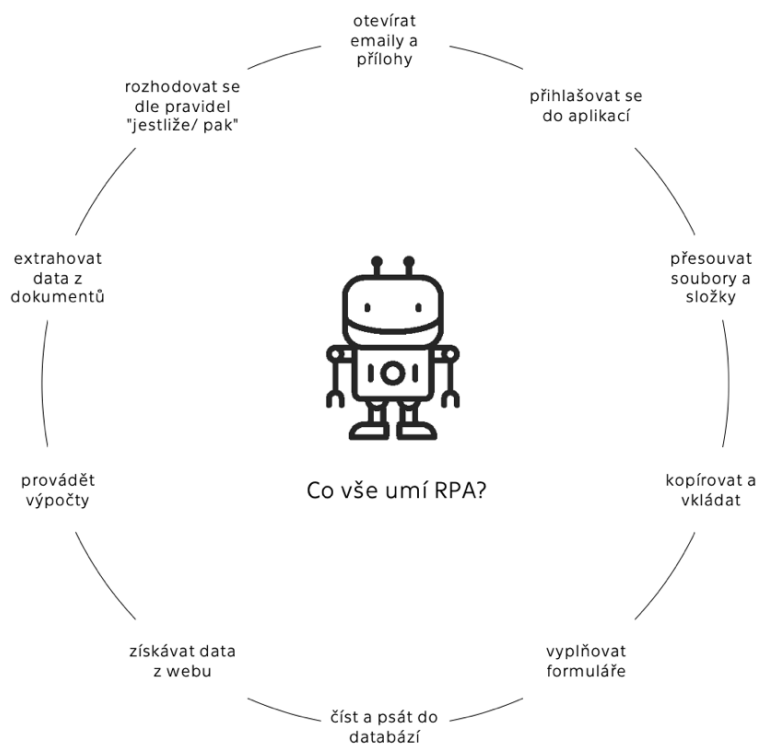 otevírat
emaily a
přílohy
přihlašovat se
do aplikací
přesouvat
soubory a
složky
kopírovat a
vkládat
vyplňovat
formuláře
číst a psát do
databází
získávat data
z webu
provádět
výpočty
extrahovat
data z
dokumentů
rozhodovat se
dle pravidel
"jestliže/ pak"
Co vše umí RPA?